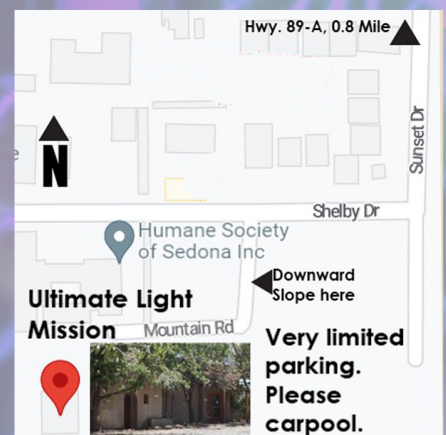 Hwy. 89-A, 0.8 Mile
Sunset Dr
N
Shelby Dr
Humane Society
of Sedona Inc
Downward
Slope here
Ultimate Light
Mission
Mountain Rd
Very limited
parking.
Please
carpool.